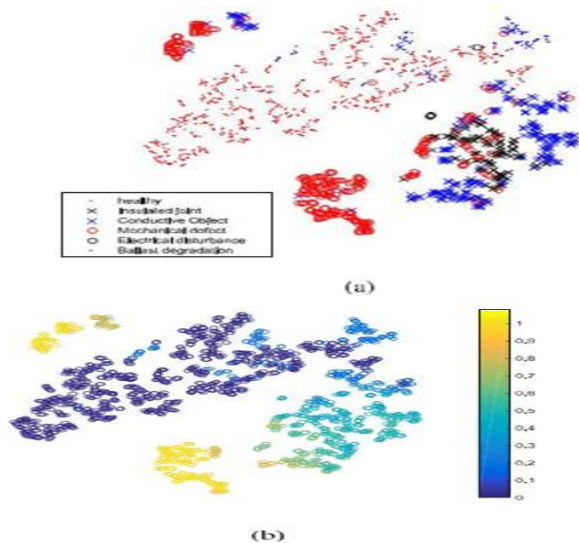 healthy
Insulated joint
Conductive Object
Mechanical defect
Electrical disturbance
Ballast degradation
(a)
1
0.9
0.8
0.7
0.6
0.5
0.4
0.3
0.2
0.1
0
(b)